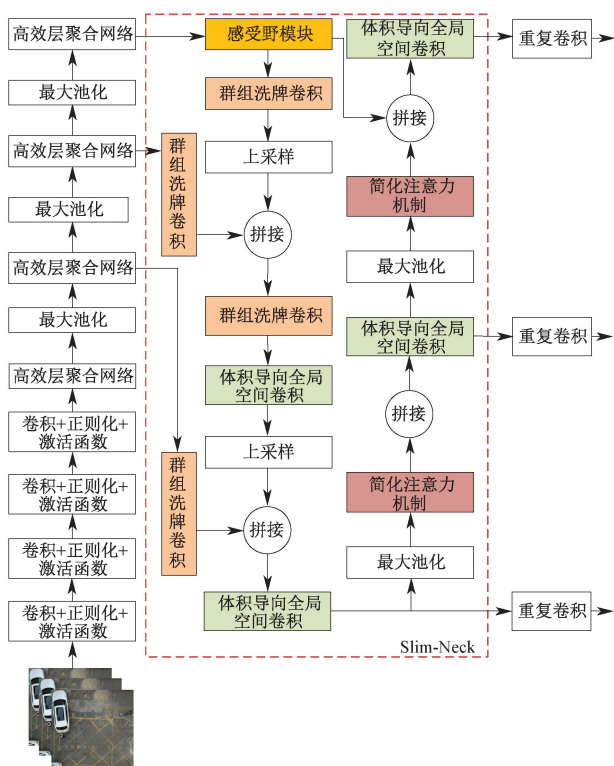 高效层聚合网络
最大池化
高效层聚合网络
最大池化
高效层聚合网络
最大池化
高效层聚合网络
卷积+正则化+
激活函数
卷积+正则化+
激活函数
卷积+正则化+
激活函数
卷积+正则化+
激活函数
群组洗牌卷积
群组洗牌卷积
感受野模块
群组洗牌卷积
上采样
拼接
群组洗牌卷积
体积导向全局
空间卷积
上采样
拼接
体积导向全局
空间卷积
体积导向全局
空间卷积
拼接
简化注意力
机制
最大池化
体积导向全局
空间卷积
拼接
简化注意力
机制
最大池化
Slim-Neck
重复卷积
重复卷积
重复卷积